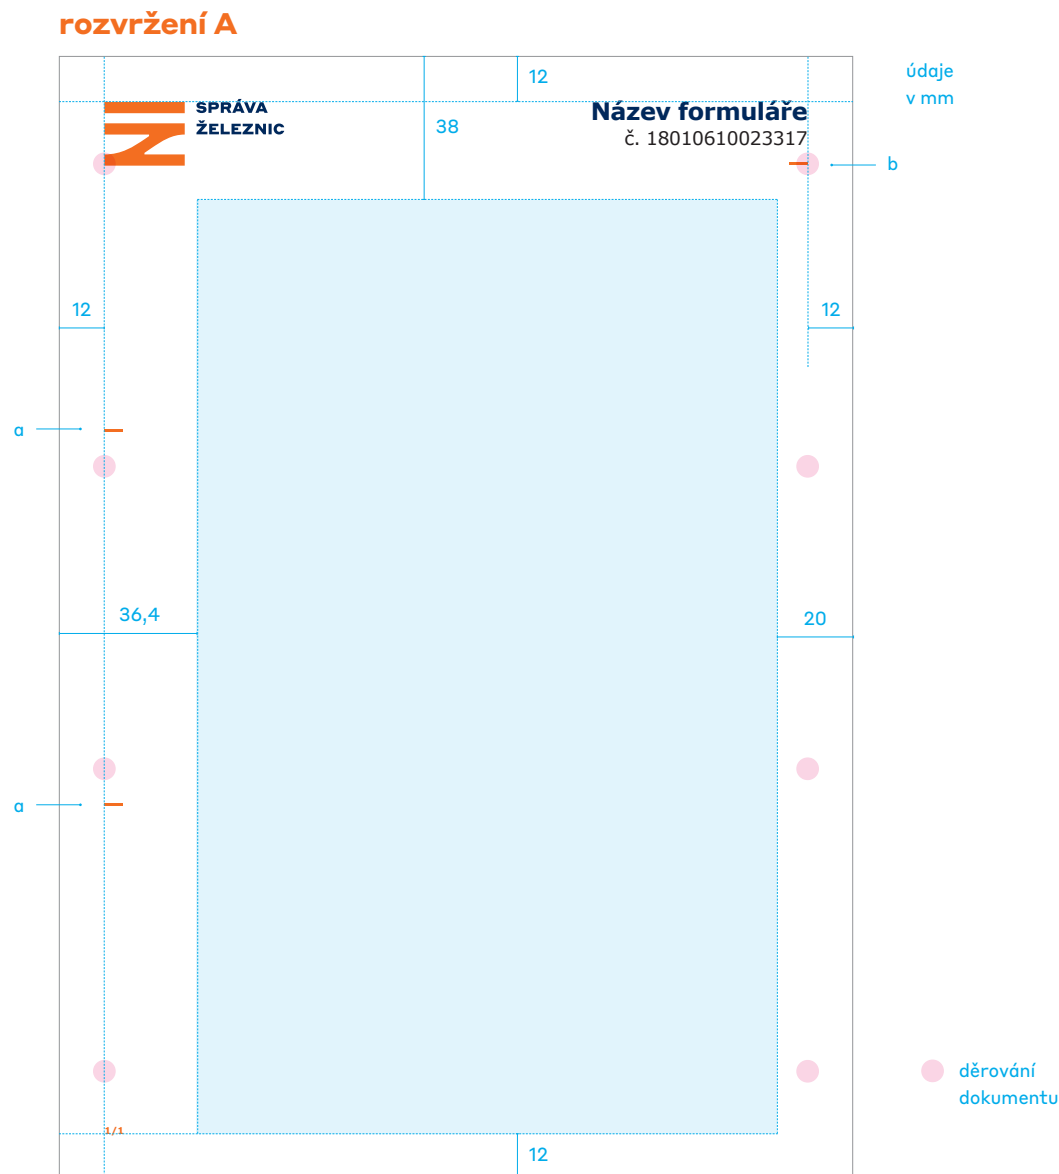 rozvržení A
12
údaje
v mm
SPRÁVA
ŽELEZNIC
38
Název formuláře
č. 18010610023317
b
12
12
a
36,4
20
a
děrování
dokumentu
1/1
12